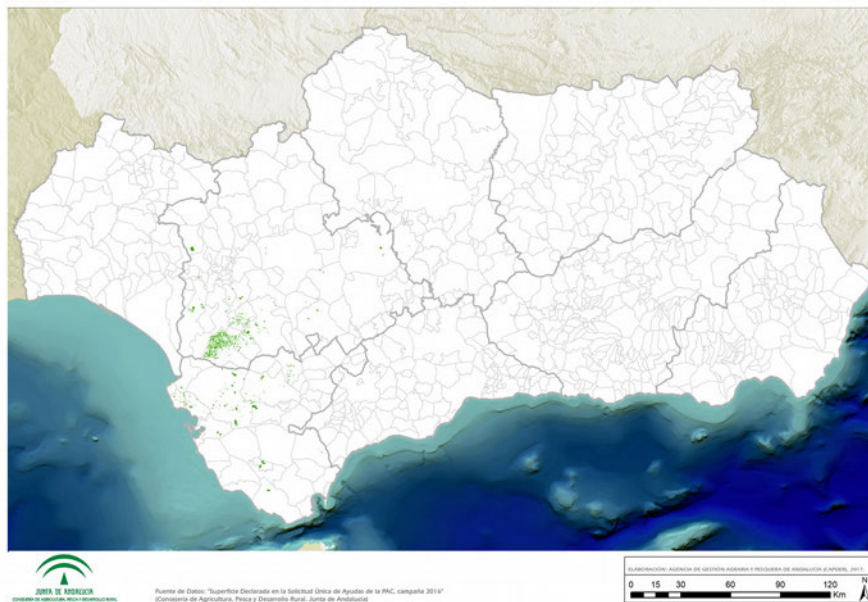 JUNTA DE ANDALUCIA
CONSEJERÍA DE AGRICULTURA, PESCA Y DESARROLLO RURAL
Fuente de Datos: "Superficie Declarada en la Solicitud Única de Ayudas de la PAC, campaña 2016"
(Consejería de Agricultura, Pesca y Desarrollo Rural. Junta de Andalucía)
ELABORACIÓN: AGENCIA DE GESTIÓN AGRARIA Y PESQUERA DE ANDALUCÍA (CAPDER), 2017.
0 15 30 60 90 120
Km
N